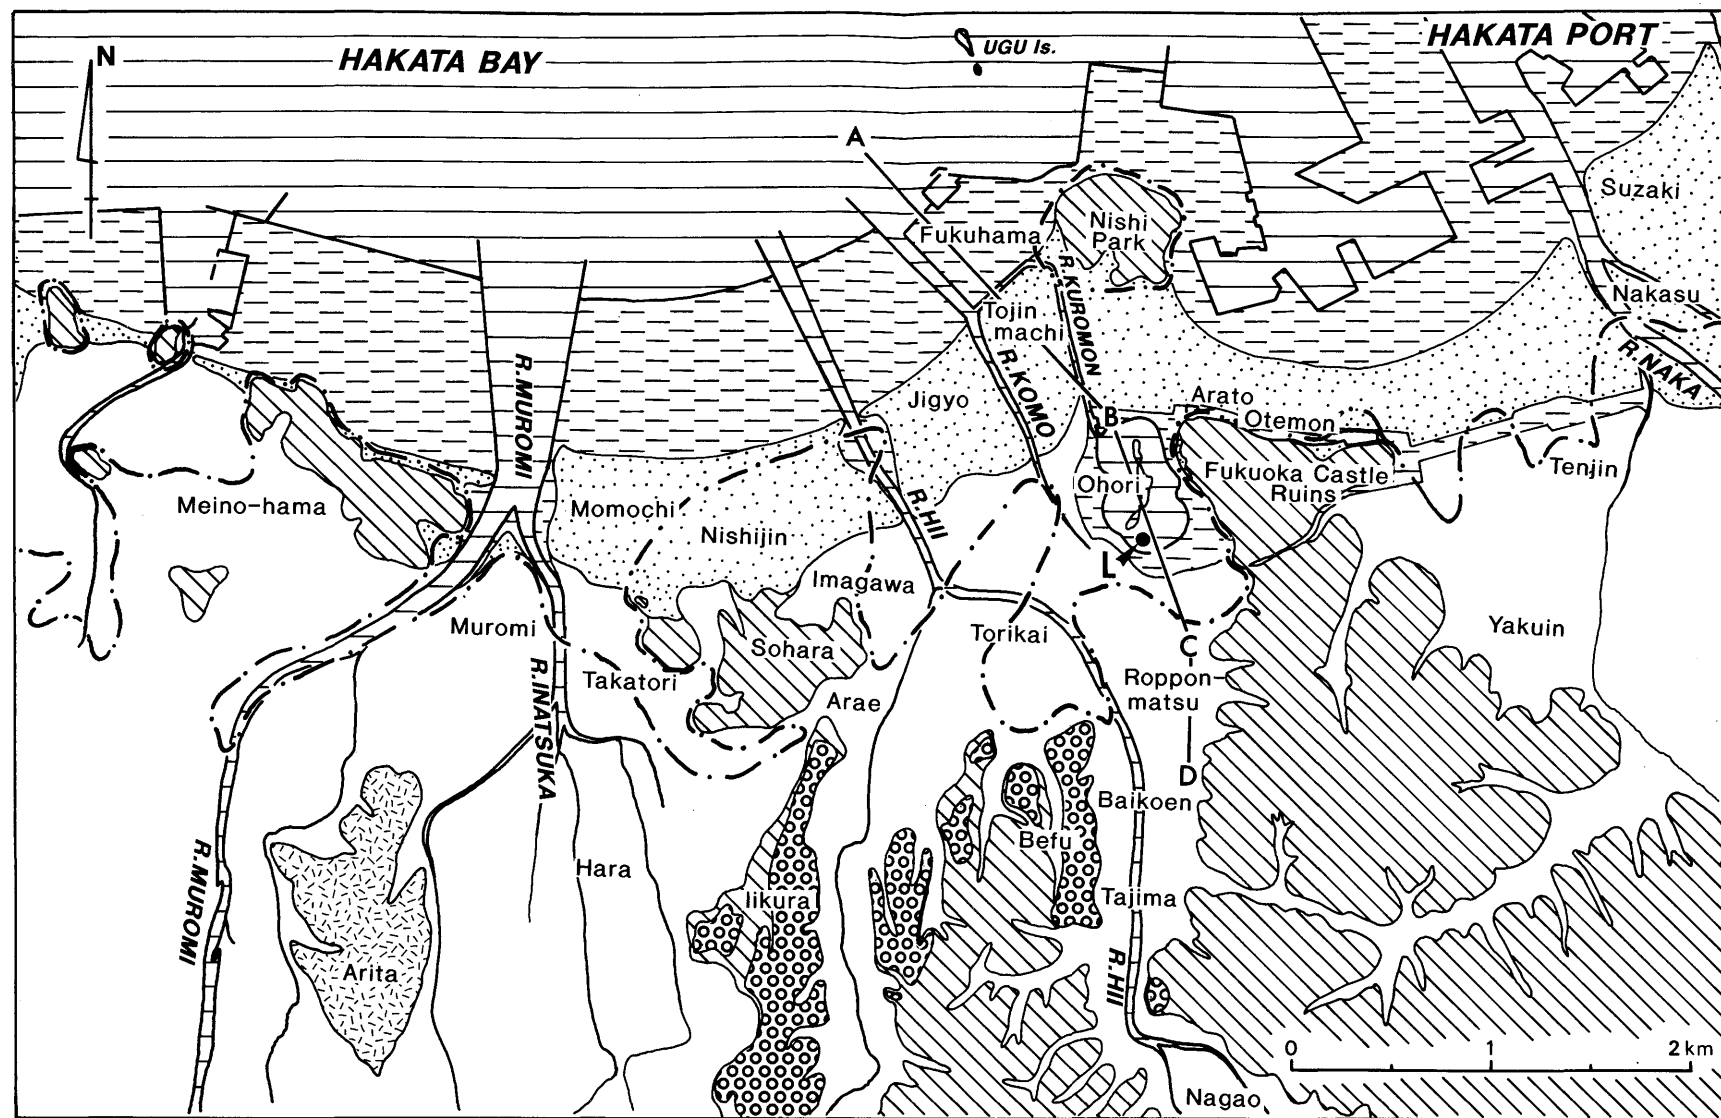 HAKATA BAY
UGU Is.
HAKATA PORT
N
A
Suzaki
Nishi
Park
Fukuhama
R.KUROMON
Nakasu
Tojin
machi
R.NAKA
R.MUROMI
R.KOMO
Jigyo
Arato
B
Otemon
Tenjin
Fukuoka Castle
Ruins
Ohori
Meino-hama
Momochi
Nishijin
R.HII
L
Imagawa
Muromi
Sohara
Torikai
Yakuin
C
Takatori
Roppon-
matsu
Arae
R.INATSUKA
D
Baikoen
Befu
Hara
Iikura
Tajima
R.MUROMI
Arita
R.HII
0 1 2 km
Nagao